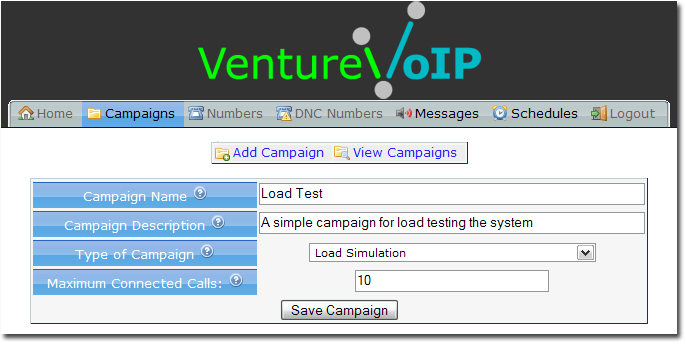 VentureVoIP
Home Campaigns Numbers DNC Numbers Messages Schedules Logout
Add Campaign View Campaigns
Campaign Name ? Load Test
Campaign Description ? A simple campaign for load testing the system
Type of Campaign ? Load Simulation
Maximum Connected Calls: ? 10
Save Campaign